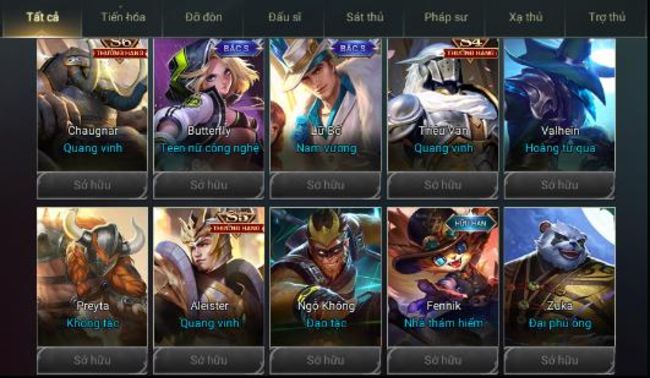 Tất cả
Tiến hóa
Đỡ đòn
Đấu sĩ
Sát thủ
Pháp sư
Xạ thủ
Trợ thủ
S6
THƯỞNG HẠNG
Chaugnar
Quang vinh
Sở hữu
BẬC S
Butterfly
Teen nữ công nghệ
Sở hữu
BẬC S
Lữ Bố
Nam vương
Sở hữu
S4
THƯỞNG HẠNG
Triệu Vân
Quang vinh
Sở hữu
Valhein
Hoàng tử quạ
Sở hữu
Preyta
Không tặc
Sở hữu
S5
THƯỞNG HẠNG
Aleister
Quang vinh
Sở hữu
Ngộ Không
Đạo tặc
Sở hữu
HỮU HẠN
Fennik
Nhà thám hiểm
Sở hữu
Zuka
Đại phú ông
Sở hữu